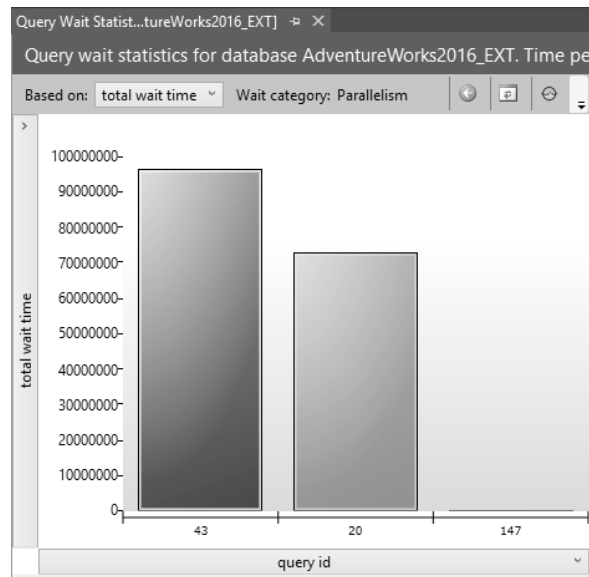 Query Wait Statist...tureWorks2016_EXT]
Query wait statistics for database AdventureWorks2016_EXT. Time pe
Based on: total wait time Wait category: Parallelism
total wait time
100000000
90000000
80000000
70000000
60000000
50000000
40000000
30000000
20000000
10000000
0
43 20 147
query id